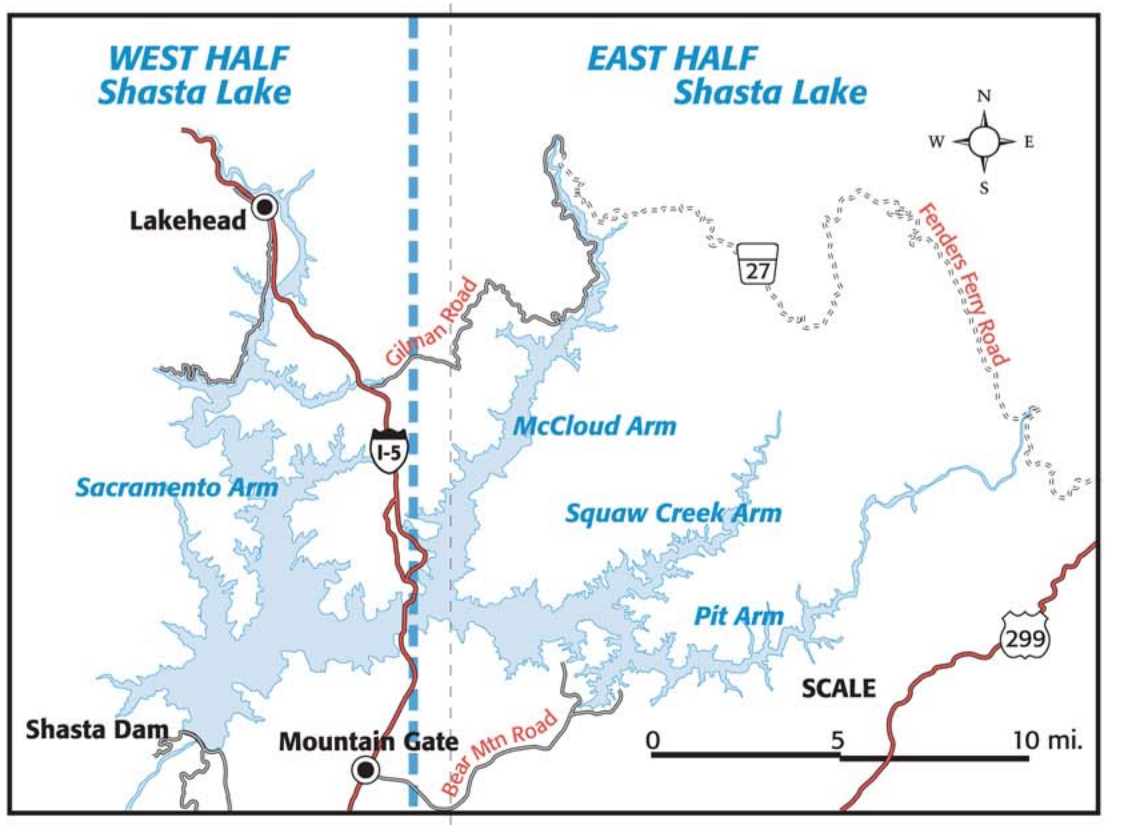 WEST HALF
Shasta Lake
EAST HALF
Shasta Lake
N
W
E
S
Lakehead
27
Fenders Ferry Road
Gilman Road
McCloud Arm
I-5
Sacramento Arm
Squaw Creek Arm
Pit Arm
299
SCALE
Shasta Dam
Mountain Gate
Bear Mtn Road
0 5 10 mi.